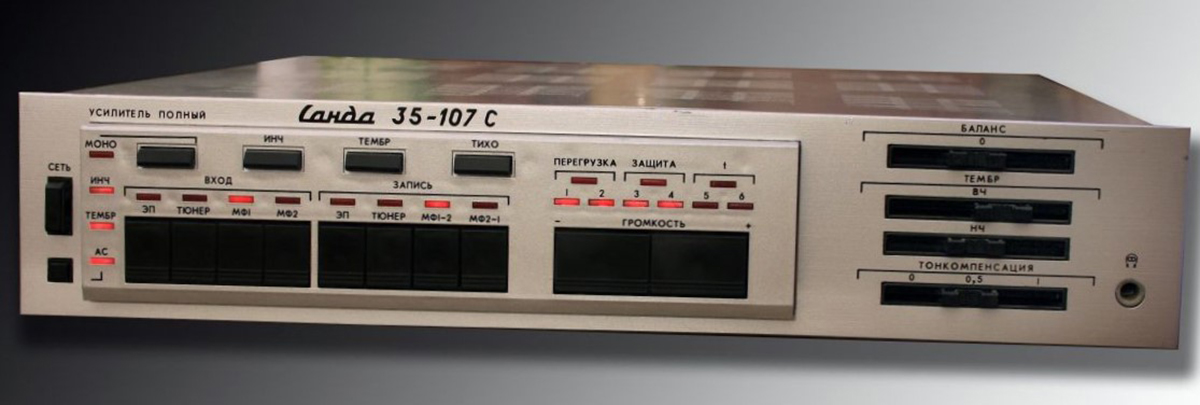 УСИЛИТЕЛЬ ПОЛНЫЙ Санда 35-107 С
СЕТЬ
МОНО
ИНЧ
ТЕМБР
АС
ИНЧ ТЕМБР ТИХО
ВХОД
ЭП ТЮНЕР МФ1 МФ2
ЗАПИСЬ
ЭП ТЮНЕР МФ1-2 МФ2-1
ПЕРЕГРУЗКА ЗАЩИТА t
1 2 3 4 5 6
- ГРОМКОСТЬ +
БАЛАНС
0
ТЕМБР
ВЧ
НЧ
ТОНКОМПЕНСАЦИЯ
0 0,5 1